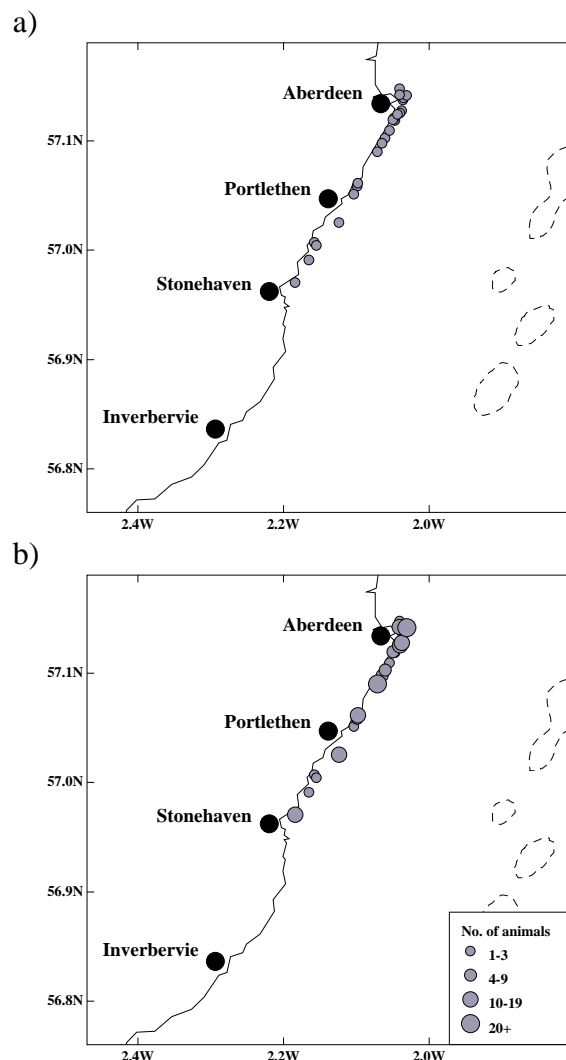 a)
Aberdeen
57.1N
Portlethen
57.0N
Stonehaven
56.9N
Inverbervie
56.8N
2.4W 2.2W 2.0W
b)
Aberdeen
57.1N
Portlethen
57.0N
Stonehaven
56.9N
No. of animals
1-3
Inverbervie
4-9
10-19
56.8N
20+
2.4W 2.2W 2.0W